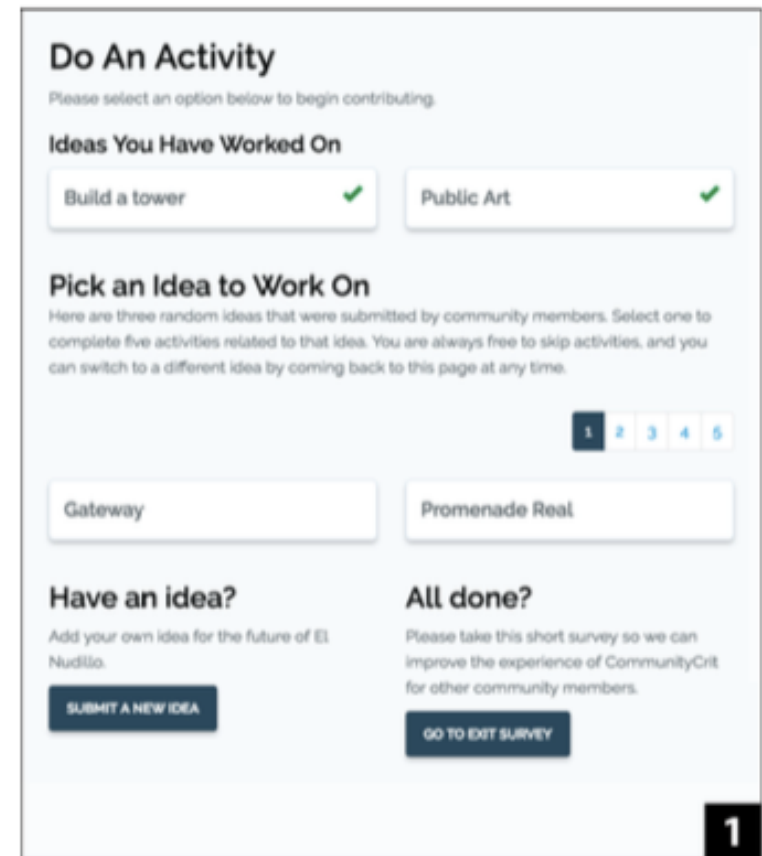 Do An Activity
Please select an option below to begin contributing.
Ideas You Have Worked On
Build a tower
Public Art
Pick an Idea to Work On
Here are three random ideas that were submitted by community members. Select one to
complete five activities related to that idea. You are always free to skip activities, and you
can switch to a different idea by coming back to this page at any time.
1 2 3 4 5
Gateway
Promenade Real
Have an idea?
Add your own idea for the future of El
Nudillo.
SUBMIT A NEW IDEA
All done?
Please take this short survey so we can
improve the experience of CommunityCrit
for other community members.
GO TO EXIT SURVEY
1